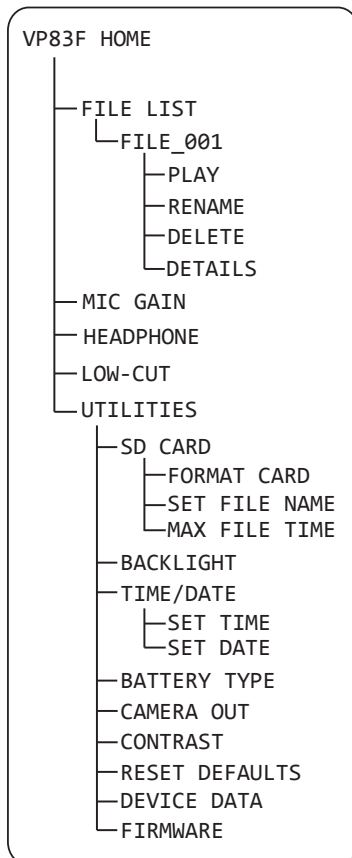 VP83F HOME
FILE LIST
FILE_001
PLAY
RENAME
DELETE
DETAILS
MIC GAIN
HEADPHONE
LOW-CUT
UTILITIES
SD CARD
FORMAT CARD
SET FILE NAME
MAX FILE TIME
BACKLIGHT
TIME/DATE
SET TIME
SET DATE
BATTERY TYPE
CAMERA OUT
CONTRAST
RESET DEFAULTS
DEVICE DATA
FIRMWARE